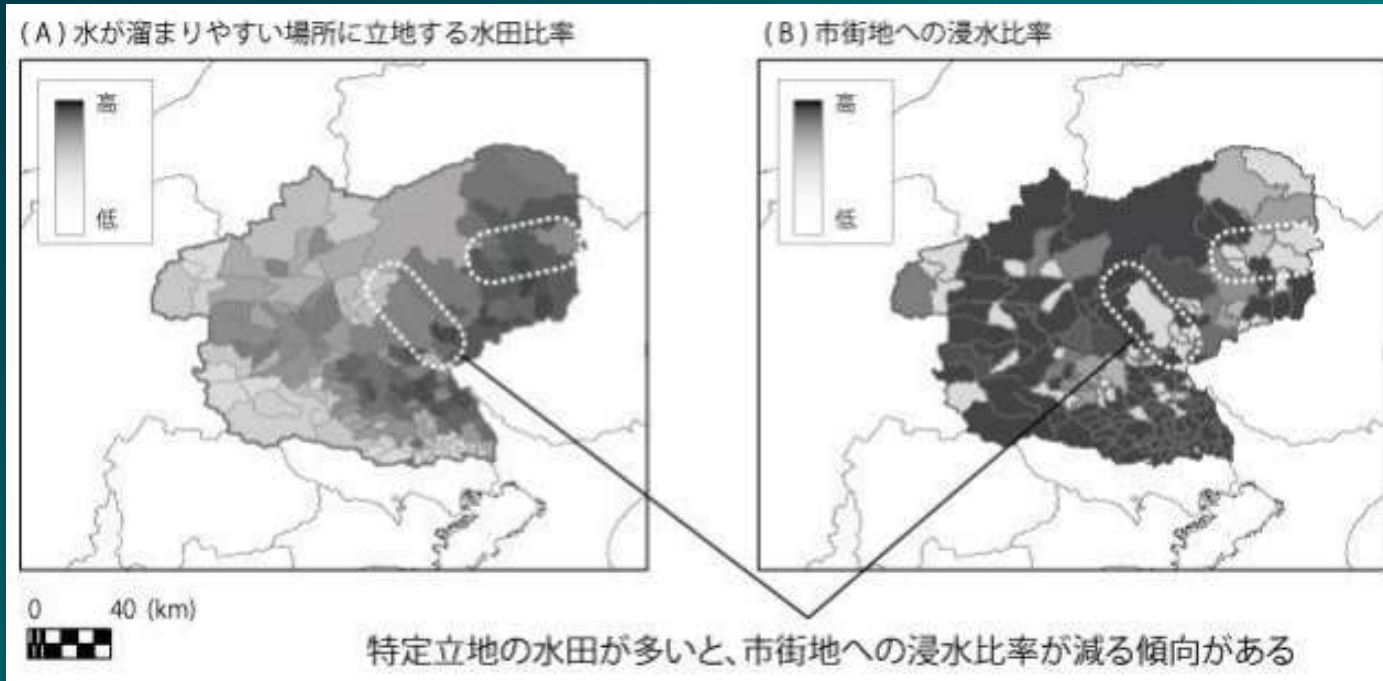 (A) 水が溜まりやすい場所に立地する水田比率
(B) 市街地への浸水比率
高
低
高
低
0 40 (km)
特定立地の水田が多いと、市街地への浸水比率が減る傾向がある